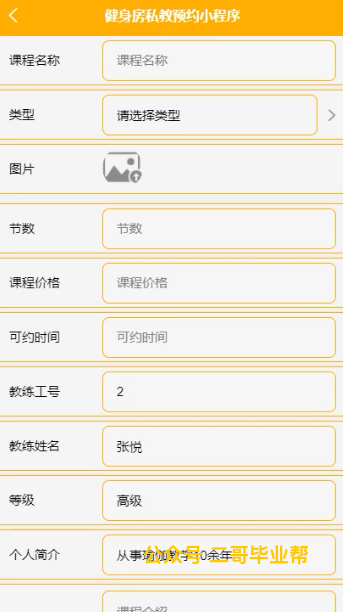 健身房私教预约小程序
课程名称 课程名称
类型 请选择类型
图片
节数 节数
课程价格 课程价格
可约时间 可约时间
教练工号 2
教练姓名 张悦
等级 高级
个人简介 从事瑜伽教学10余年
公众号 二哥毕业帮
课程介绍